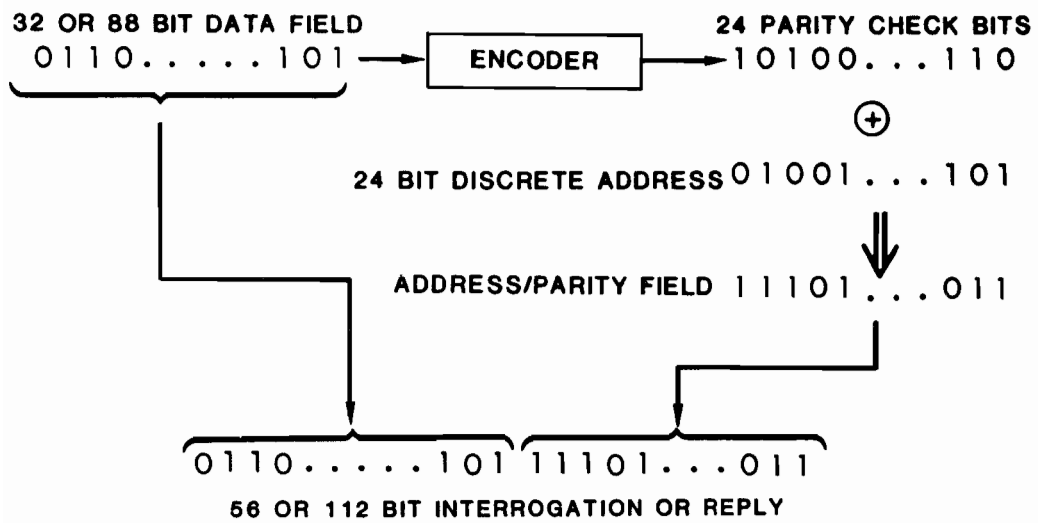 32 OR 88 BIT DATA FIELD
0110.....101
ENCODER
24 PARITY CHECK BITS
10100...110
+
24 BIT DISCRETE ADDRESS 01001...101
ADDRESS/PARITY FIELD 11101...011
0110.....101 11101...011
56 OR 112 BIT INTERROGATION OR REPLY